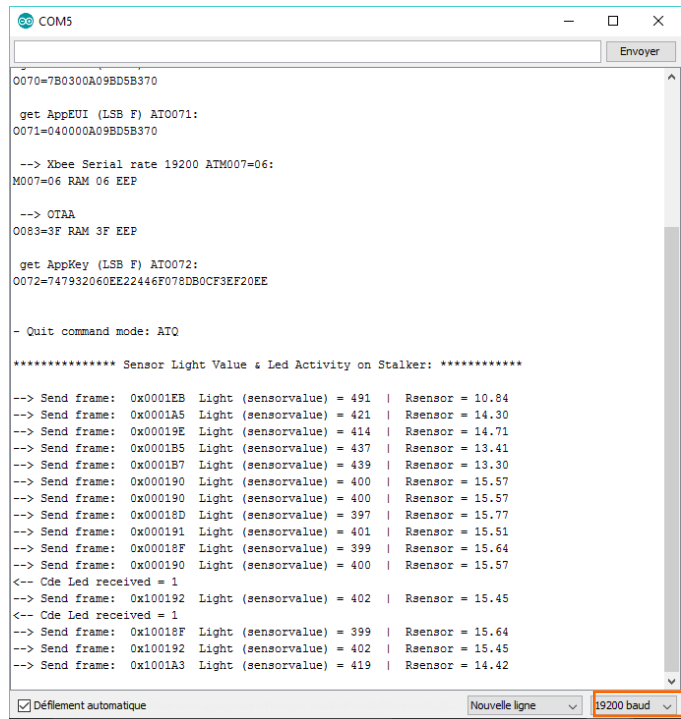 COM5
Envoyer
O070=7B0300A09BD5B370
get AppEUI (LSB F) ATO071:
O071=040000A09BD5B370
--> Xbee Serial rate 19200 ATM007=06:
M007=06 RAM 06 EEP
--> OTAA
O083=3F RAM 3F EEP
get AppKey (LSB F) ATO072:
O072=747932060EE22446F078DB0CF3EF20EE
- Quit command mode: ATQ
*************** Sensor Light Value & Led Activity on Stalker: ************
--> Send frame:  0x0001EB  Light (sensorvalue) = 491  |  Rsensor = 10.84
--> Send frame:  0x0001A5  Light (sensorvalue) = 421  |  Rsensor = 14.30
--> Send frame:  0x00019E  Light (sensorvalue) = 414  |  Rsensor = 14.71
--> Send frame:  0x0001B5  Light (sensorvalue) = 437  |  Rsensor = 13.41
--> Send frame:  0x0001B7  Light (sensorvalue) = 439  |  Rsensor = 13.30
--> Send frame:  0x000190  Light (sensorvalue) = 400  |  Rsensor = 15.57
--> Send frame:  0x000190  Light (sensorvalue) = 400  |  Rsensor = 15.57
--> Send frame:  0x00018D  Light (sensorvalue) = 397  |  Rsensor = 15.77
--> Send frame:  0x000191  Light (sensorvalue) = 401  |  Rsensor = 15.51
--> Send frame:  0x00018F  Light (sensorvalue) = 399  |  Rsensor = 15.64
--> Send frame:  0x000190  Light (sensorvalue) = 400  |  Rsensor = 15.57
<-- Cde Led received = 1
--> Send frame:  0x100192  Light (sensorvalue) = 402  |  Rsensor = 15.45
<-- Cde Led received = 1
--> Send frame:  0x10018F  Light (sensorvalue) = 399  |  Rsensor = 15.64
--> Send frame:  0x100192  Light (sensorvalue) = 402  |  Rsensor = 15.45
--> Send frame:  0x1001A3  Light (sensorvalue) = 419  |  Rsensor = 14.42
Défilement automatique
Nouvelle ligne
19200 baud